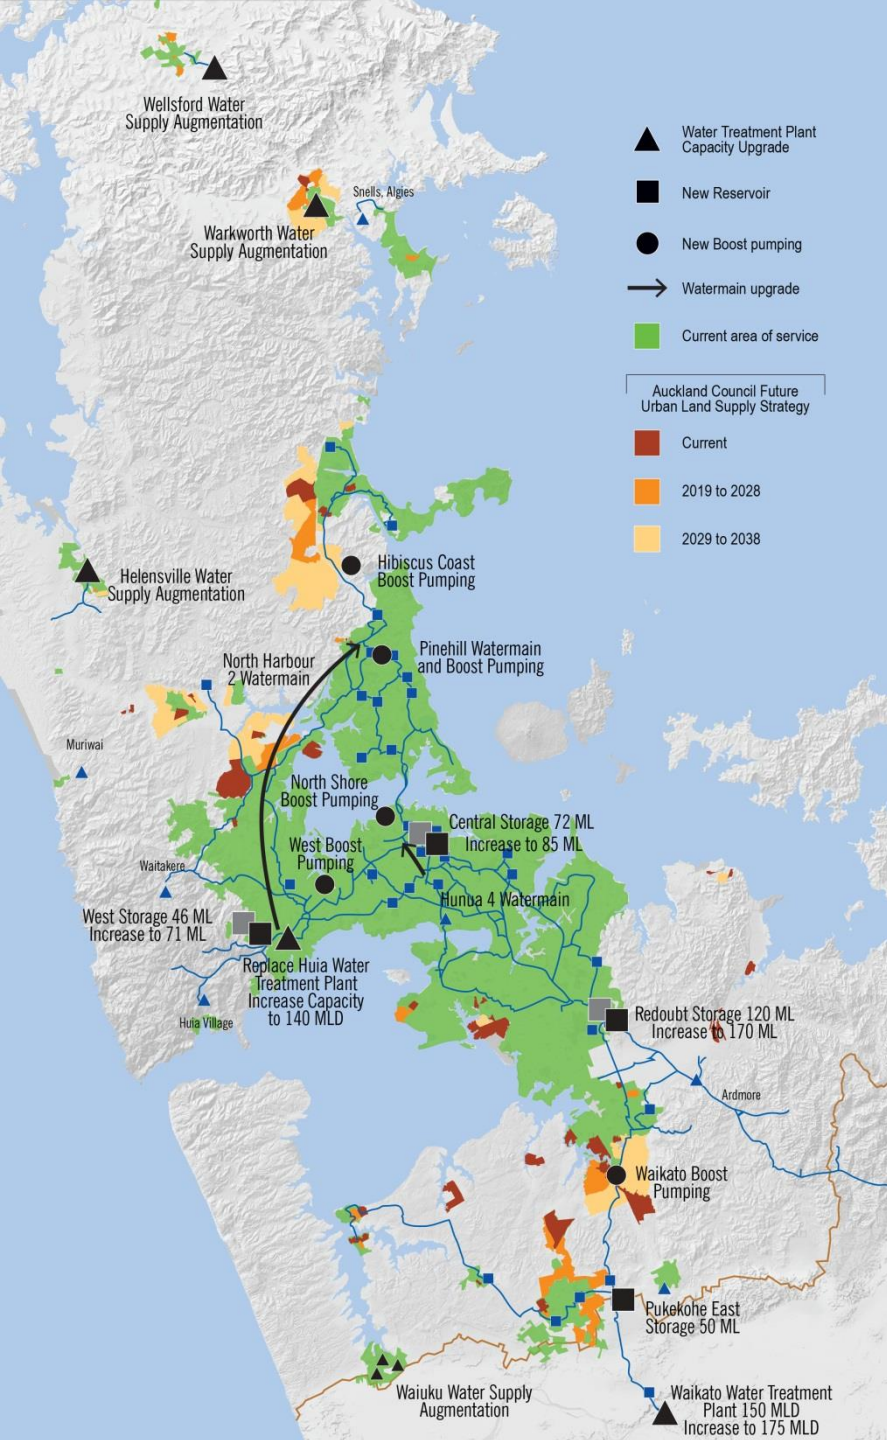 Wellsford Water
Supply Augmentation
Water Treatment Plant
Capacity Upgrade
New Reservoir
Snells, Algies
Warkworth Water
Supply Augmentation
New Boost pumping
Watermain upgrade
Current area of service
Auckland Council Future
Urban Land Supply Strategy
Current
2019 to 2028
2029 to 2038
Hibiscus Coast
Boost Pumping
Helensville Water
Supply Augmentation
North Harbour
2 Watermain
Pinehill Watermain
and Boost Pumping
Muriwai
North Shore
Boost Pumping
Central Storage 72 ML
Increase to 85 ML
West Boost
Pumping
Waitakere
Hunua 4 Watermain
West Storage 46 ML
Increase to 71 ML
Replace Huia Water
Treatment Plant
Increase Capacity
to 140 MLD
Huia Village
Redoubt Storage 120 ML
Increase to 170 ML
Ardmore
Waikato Boost
Pumping
Pukekohe East
Storage 50 ML
Waiuku Water Supply
Augmentation
Waikato Water Treatment
Plant 150 MLD
Increase to 175 MLD